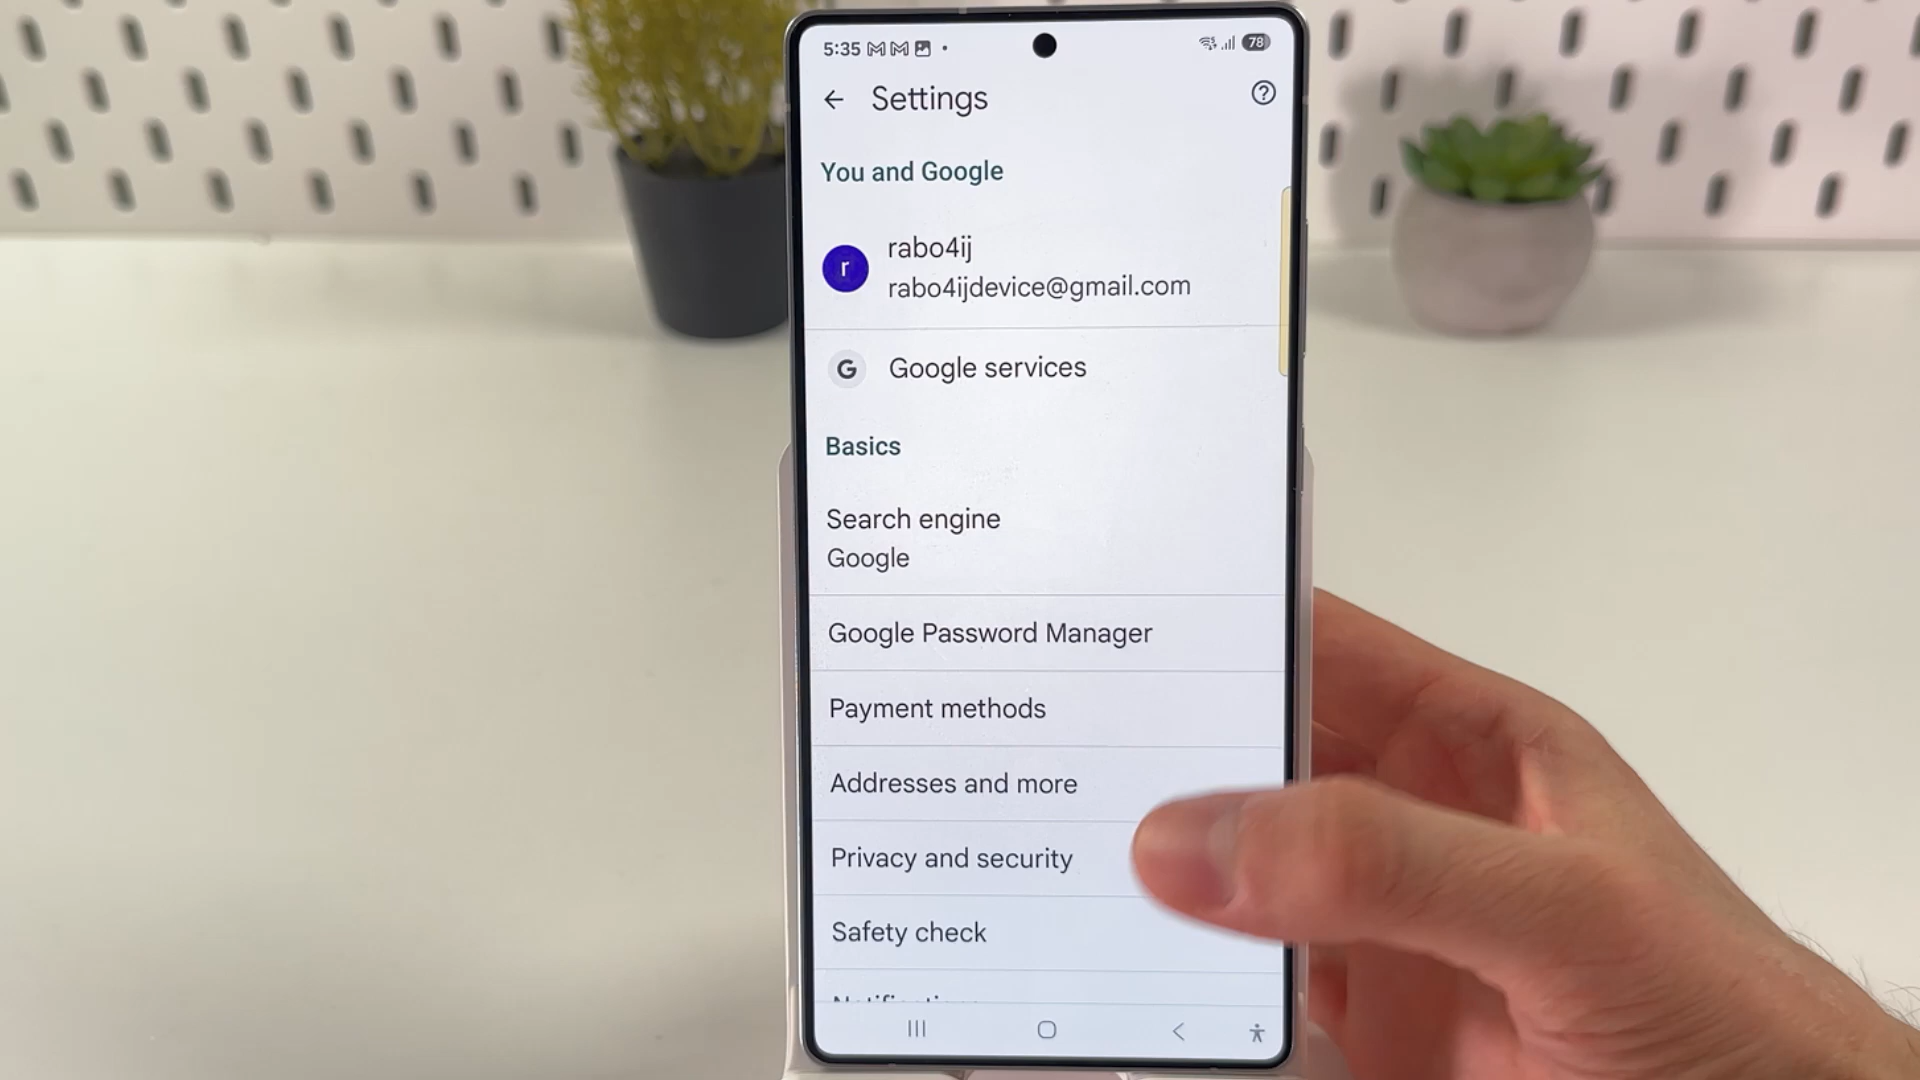 5:35
78
Settings
You and Google
r
rabo4ij
rabo4ijdevice@gmail.com
G
Google services
Basics
Search engine
Google
Google Password Manager
Payment methods
Addresses and more
Privacy and security
Safety check